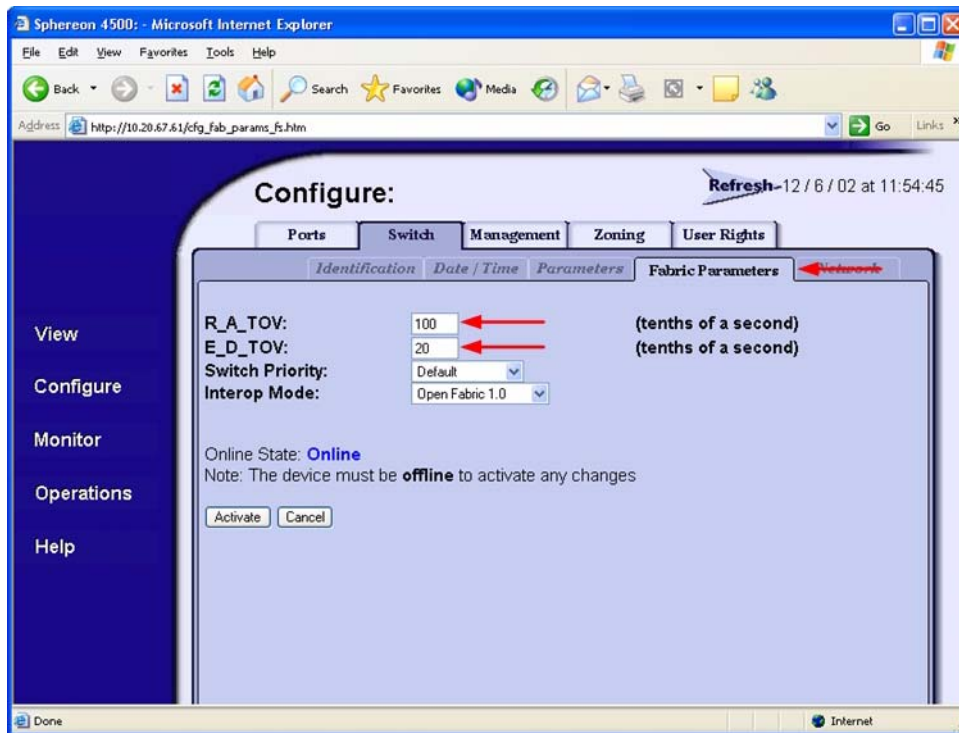 Sphereon 4500: - Microsoft Internet Explorer
File Edit View Favorites Tools Help
Back Search Favorites Media
Address http://10.20.67.61/cfg_fab_params_fs.htm Go Links »
Configure: Refresh-12 / 6 / 02 at 11:54:45
Ports Switch Management Zoning User Rights
Identification Date / Time Parameters Fabric Parameters Network
View
Configure
Monitor
Operations
Help
R_A_TOV: 100 (tenths of a second)
E_D_TOV: 20 (tenths of a second)
Switch Priority: Default
Interop Mode: Open Fabric 1.0
Online State: Online
Note: The device must be offline to activate any changes
Activate Cancel
Done Internet